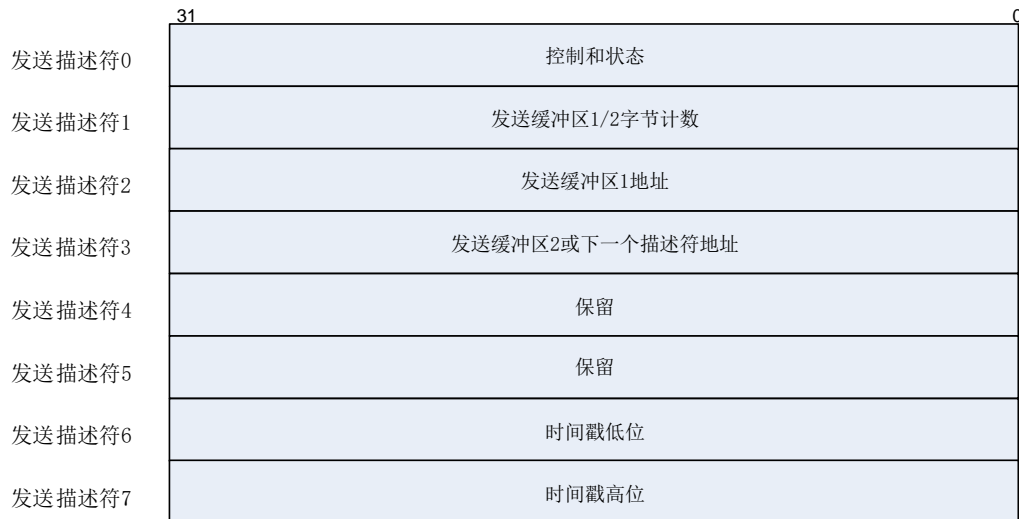 31 0
发送描述符0 控制和状态
发送描述符1 发送缓冲区1/2字节计数
发送描述符2 发送缓冲区1地址
发送描述符3 发送缓冲区2或下一个描述符地址
发送描述符4 保留
发送描述符5 保留
发送描述符6 时间戳低位
发送描述符7 时间戳高位